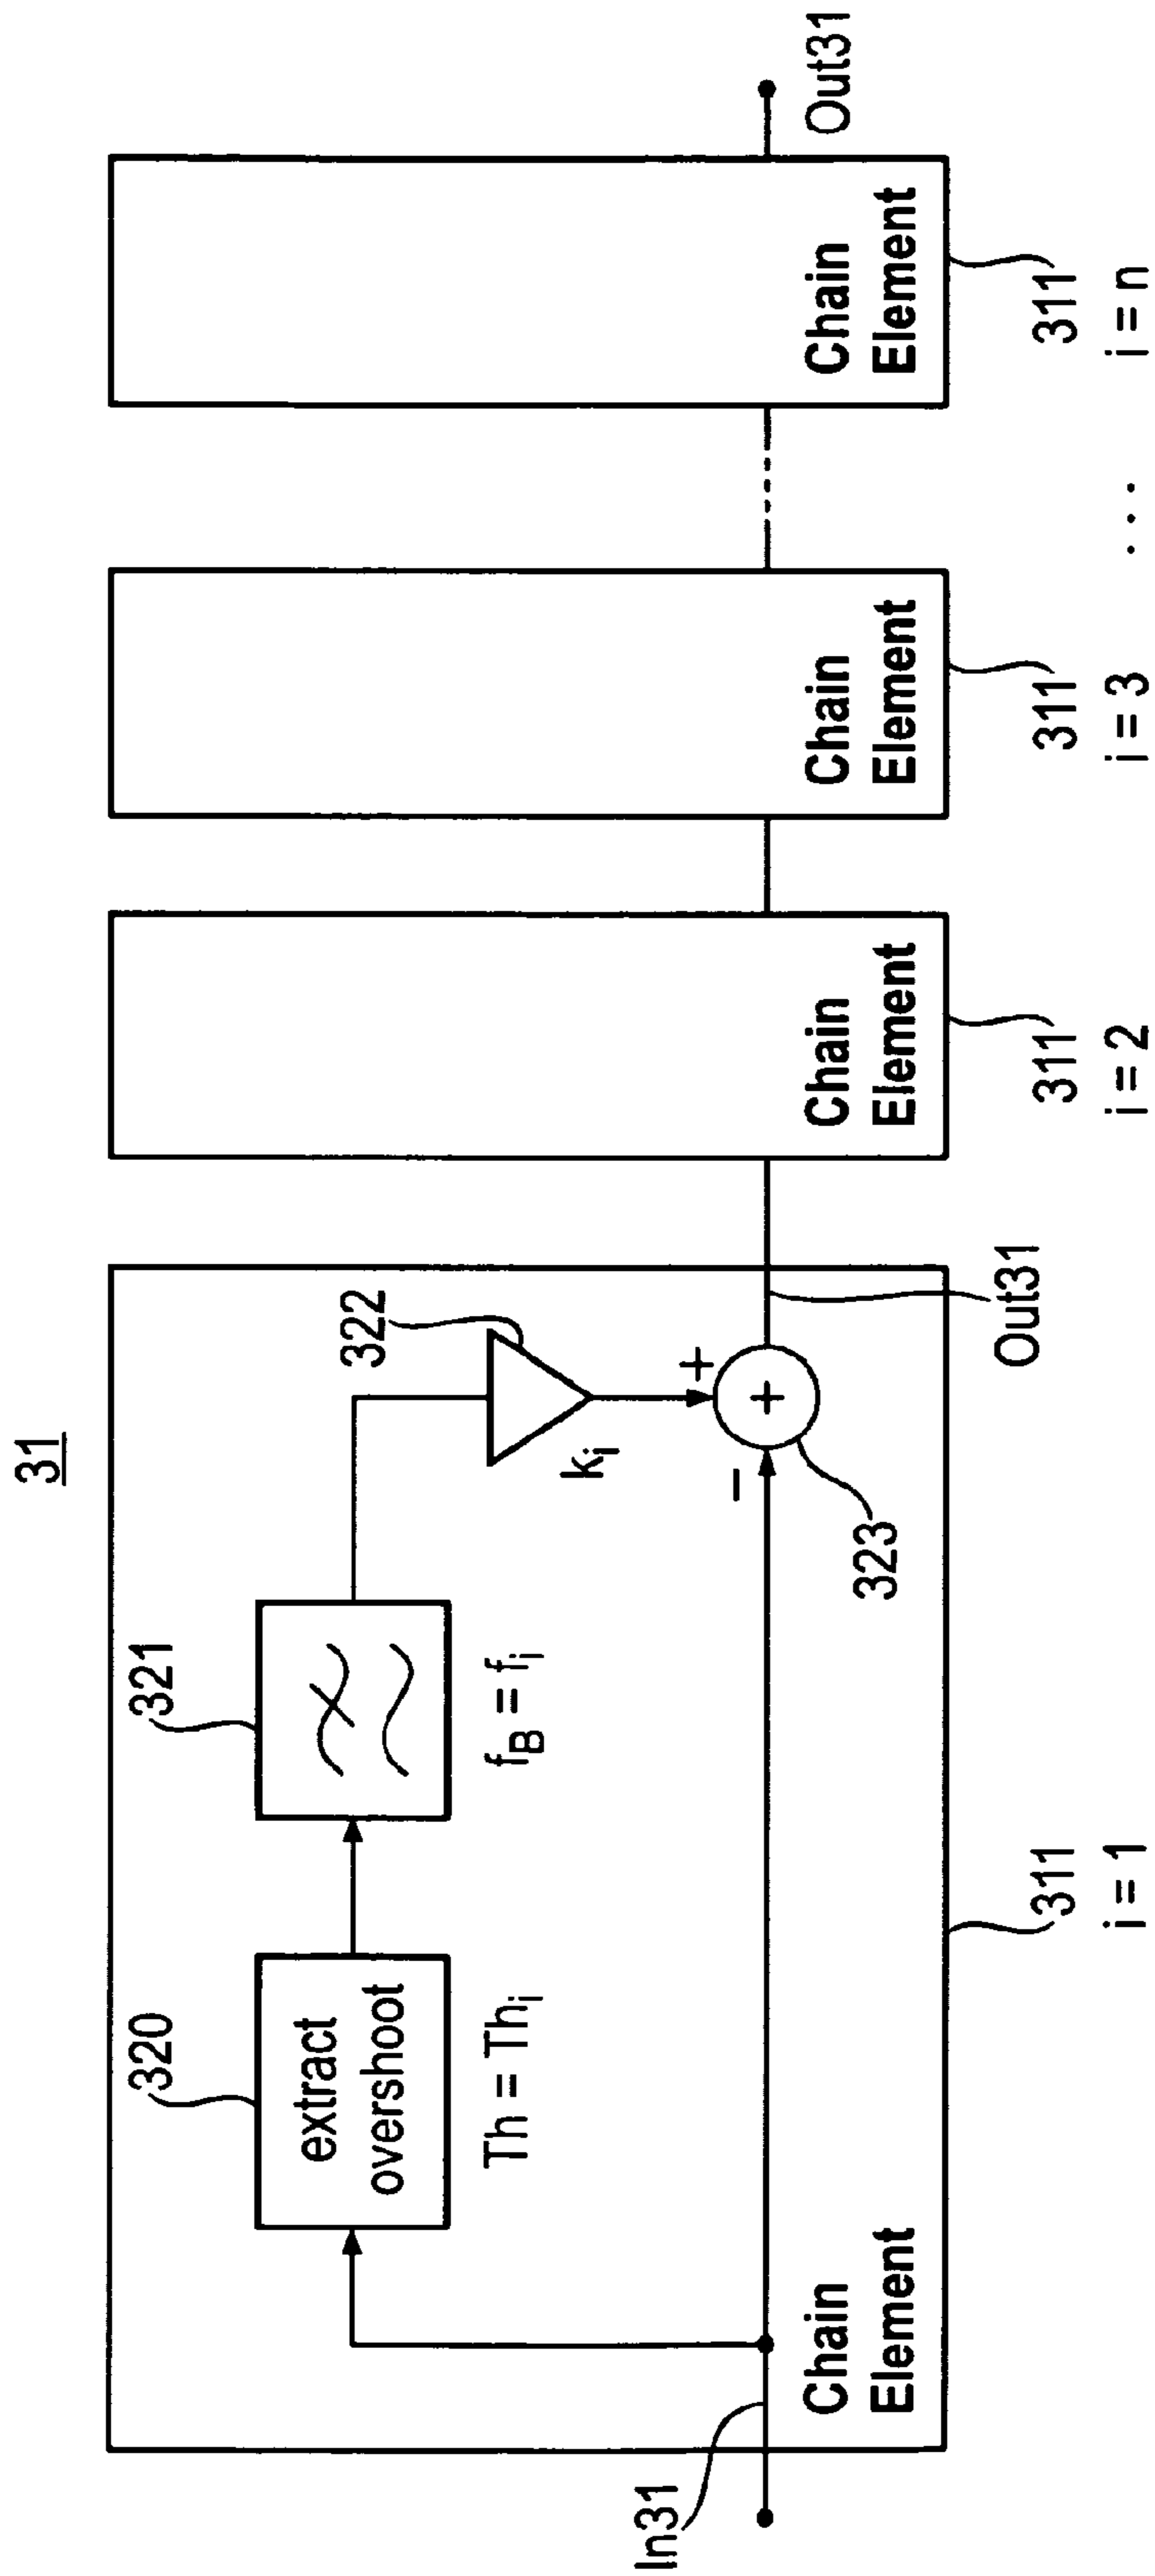 31
320
321
322
extract
overshoot
Th = Th_i
f_B = f_i
k_i
+
−
+
323
In31
Out31
Out31
Chain
Element
Chain
Element
Chain
Element
Chain
Element
311
311
311
311
i = 1
i = 2
i = 3
. . .
i = n